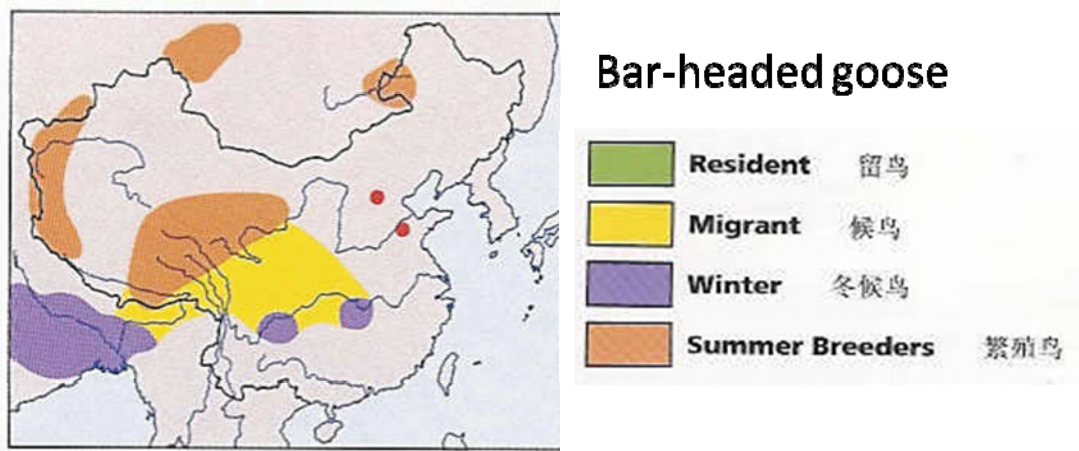 Bar-headed goose
Resident 留鸟
Migrant 候鸟
Winter 冬候鸟
Summer Breeders 繁殖鸟